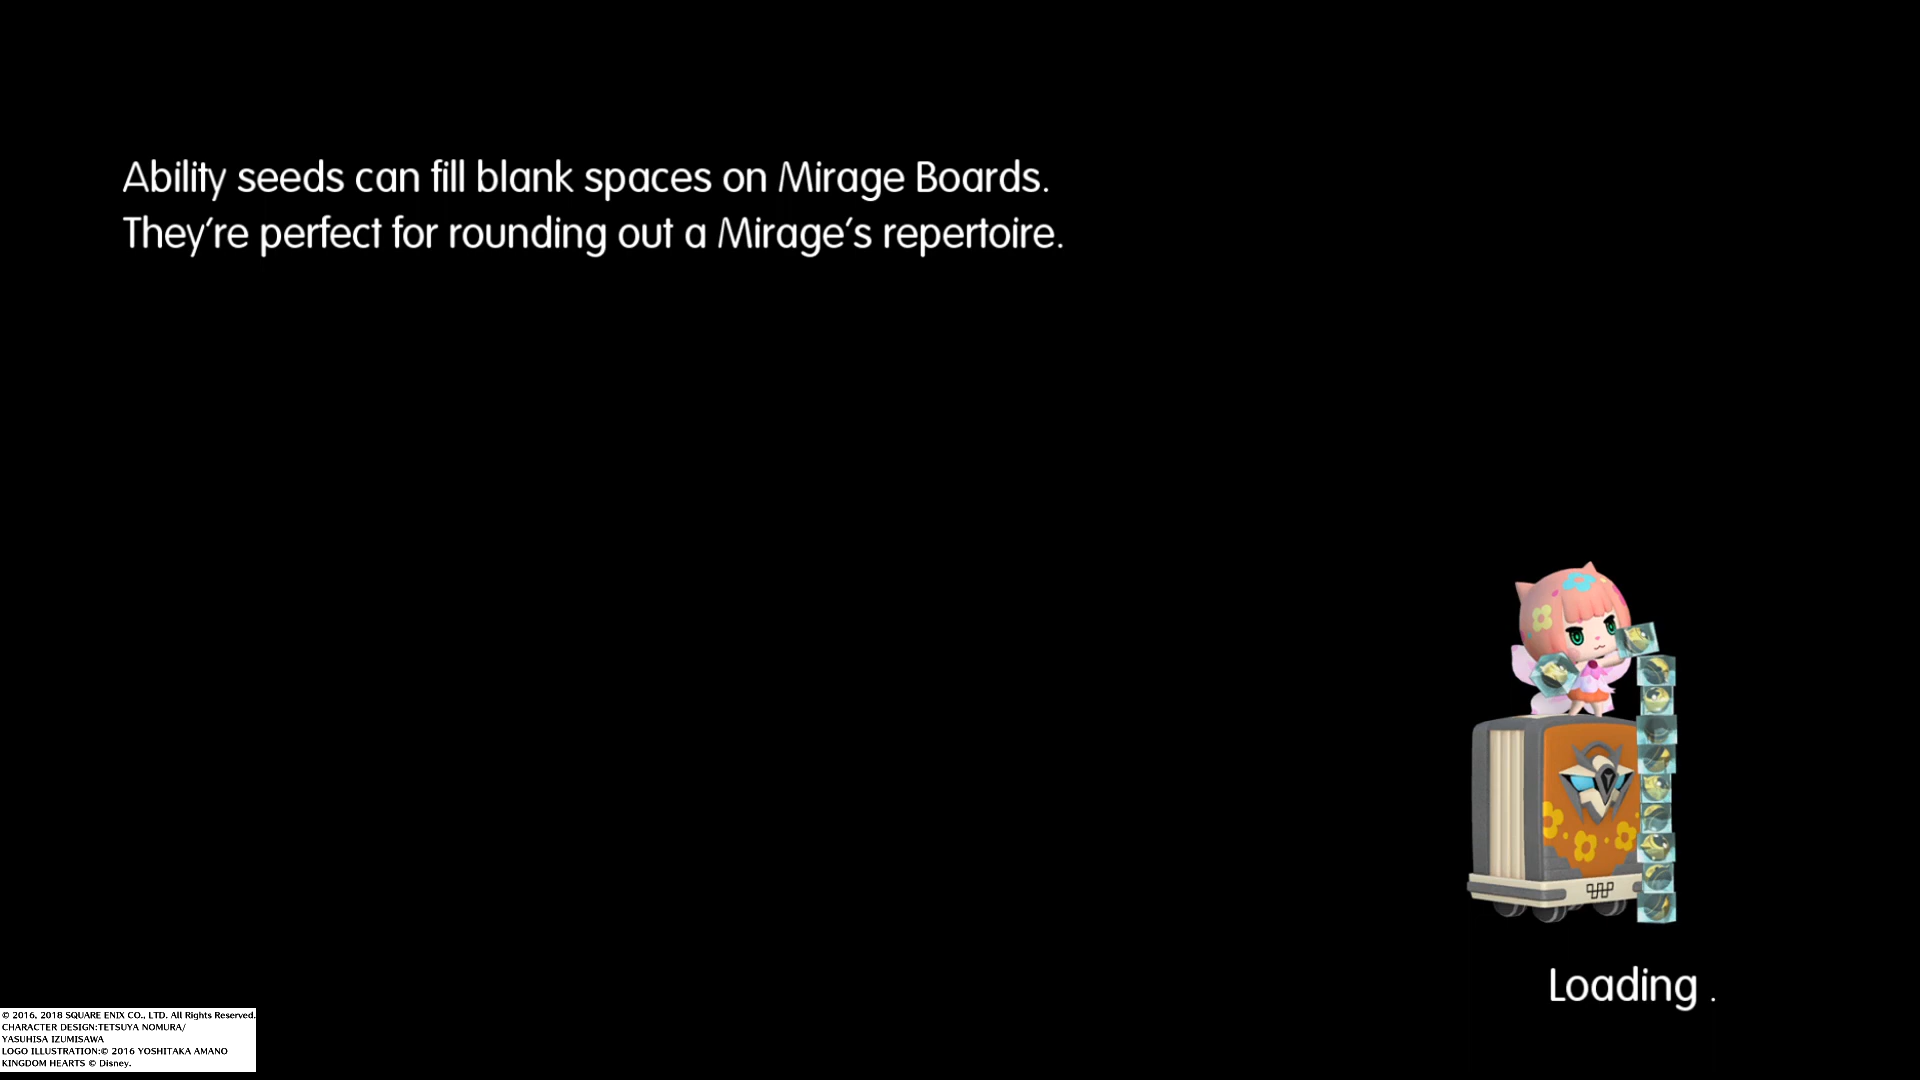 Ability seeds can fill blank spaces on Mirage Boards.
They're perfect for rounding out a Mirage's repertoire.
Loading .
© 2016, 2018 SQUARE ENIX CO., LTD. All Rights Reserved.
CHARACTER DESIGN:TETSUYA NOMURA/
YASUHISA IZUMISAWA
LOGO ILLUSTRATION:© 2016 YOSHITAKA AMANO
KINGDOM HEARTS © Disney.